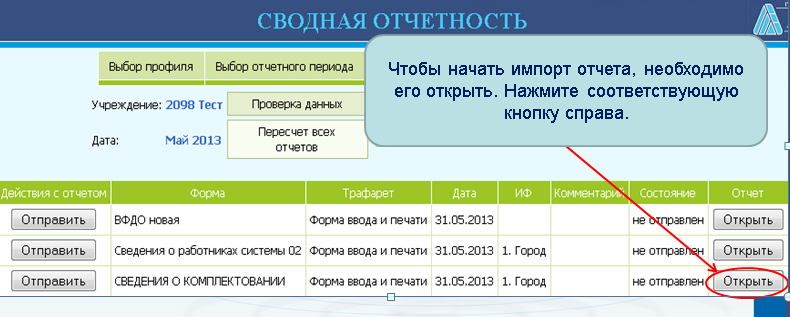 СВОДНАЯ ОТЧЕТНОСТЬ
Выбор профиля Выбор отчетного периода
Чтобы начать импорт отчета, необходимо
его открыть. Нажмите соответствующую
кнопку справа.
Учреждение: 2098 Тест Проверка данных
Дата: Май 2013 Пересчет всех
отчетов
Действия с отчетом Форма Трафарет Дата ИФ Комментарий Состояние Отчет
Отправить ВФДО новая Форма ввода и печати 31.05.2013 не отправлен Открыть
Отправить Сведения о работниках системы 02 Форма ввода и печати 31.05.2013 1. Город не отправлен Открыть
Отправить СВЕДЕНИЯ О КОМПЛЕКТОВАНИИ Форма ввода и печати 31.05.2013 1. Город не отправлен Открыть